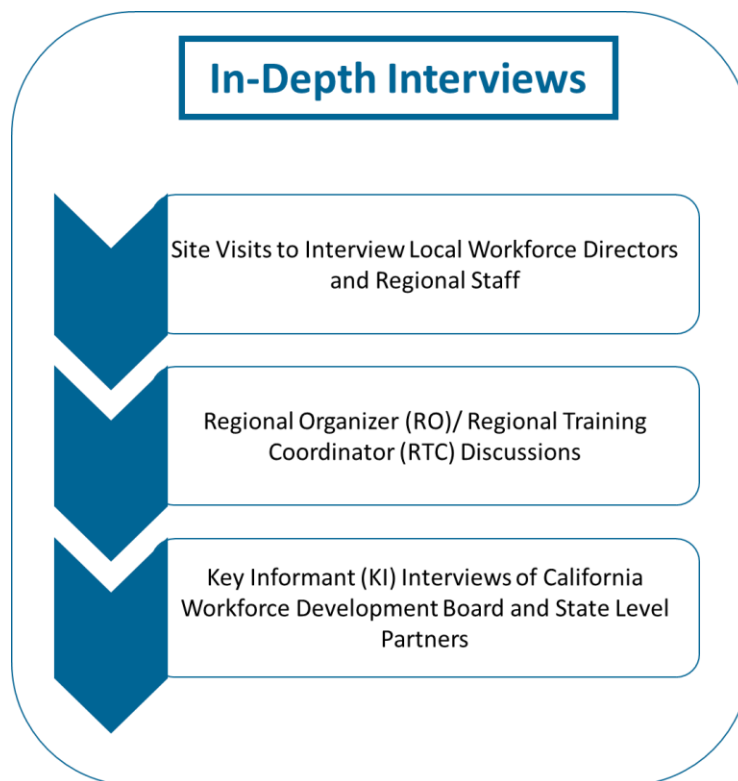 In-Depth Interviews
Site Visits to Interview Local Workforce Directors
and Regional Staff
Regional Organizer (RO)/ Regional Training
Coordinator (RTC) Discussions
Key Informant (KI) Interviews of California
Workforce Development Board and State Level
Partners